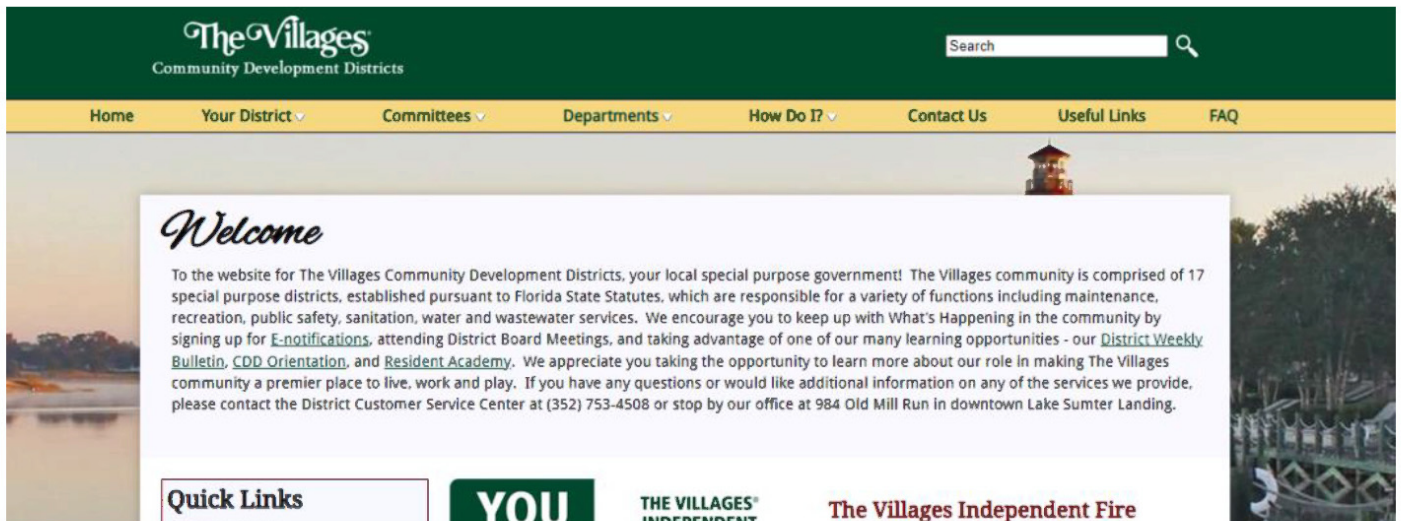 The Villages®
Community Development Districts
Search
Home Your District Committees Departments How Do I? Contact Us Useful Links FAQ
Welcome
To the website for The Villages Community Development Districts, your local special purpose government!  The Villages community is comprised of 17
special purpose districts, established pursuant to Florida State Statutes, which are responsible for a variety of functions including maintenance,
recreation, public safety, sanitation, water and wastewater services.  We encourage you to keep up with What's Happening in the community by
signing up for E-notifications, attending District Board Meetings, and taking advantage of one of our many learning opportunities - our District Weekly
Bulletin, CDD Orientation, and Resident Academy.  We appreciate you taking the opportunity to learn more about our role in making The Villages
community a premier place to live, work and play.  If you have any questions or would like additional information on any of the services we provide,
please contact the District Customer Service Center at (352) 753-4508 or stop by our office at 984 Old Mill Run in downtown Lake Sumter Landing.
Quick Links
YOU
THE VILLAGES®
INDEPENDENT
The Villages Independent Fire